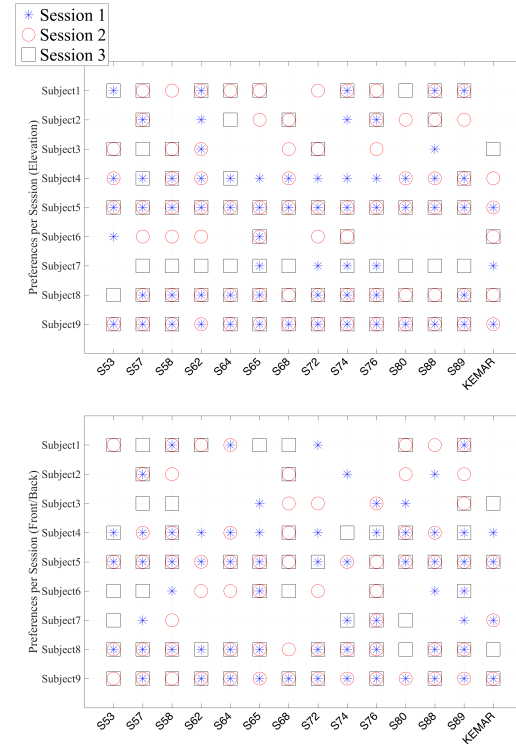 Session 1
Session 2
Session 3
Preferences per Session (Elevation)
Subject1
Subject2
Subject3
Subject4
Subject5
Subject6
Subject7
Subject8
Subject9
S53 S57 S58 S62 S64 S65 S68 S72 S74 S76 S80 S88 S89 KEMAR
Preferences per Session (Front/Back)
Subject1
Subject2
Subject3
Subject4
Subject5
Subject6
Subject7
Subject8
Subject9
S53 S57 S58 S62 S64 S65 S68 S72 S74 S76 S80 S88 S89 KEMAR